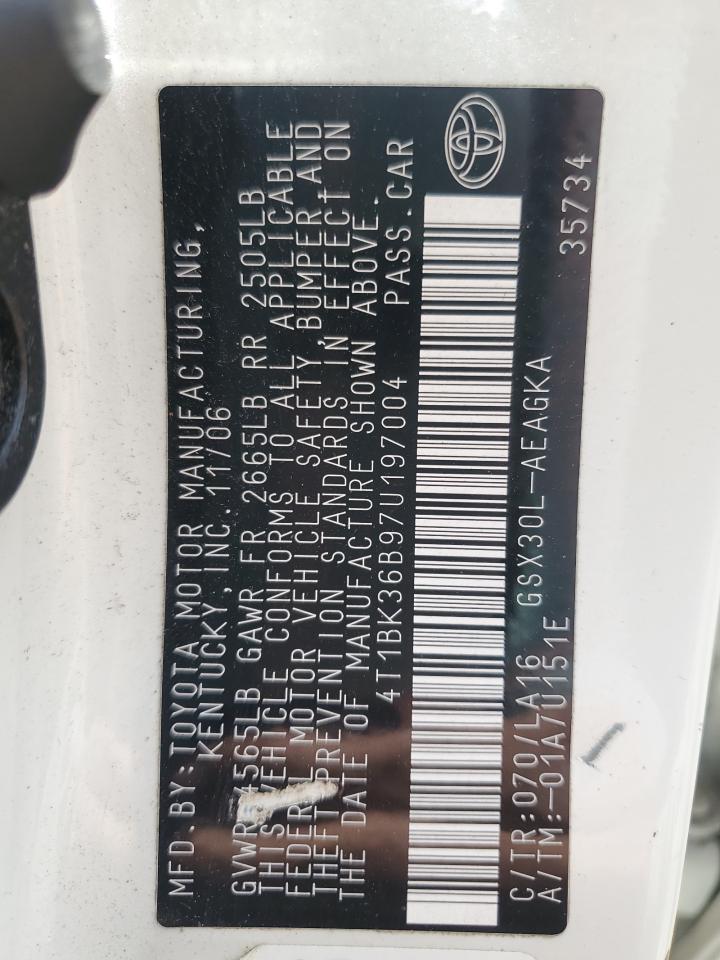 MFD.BY:TOYOTA MOTOR MANUFACTURING,
KENTUCKY,INC.11/06
GVWR 4565LB GAWR FR 2665LB RR 2505LB
THIS VEHICLE CONFORMS TO ALL APPLICABLE
FEDERAL MOTOR VEHICLE SAFETY,BUMPER AND
THEFT PREVENTION STANDARDS IN EFFECT ON
THE DATE OF MANUFACTURE SHOWN ABOVE.
4T1BK36B97U197004 PASS.CAR
C/TR:070/LA16 GSX30L-AEAGKA
A/TM:-01A/U151E 35734